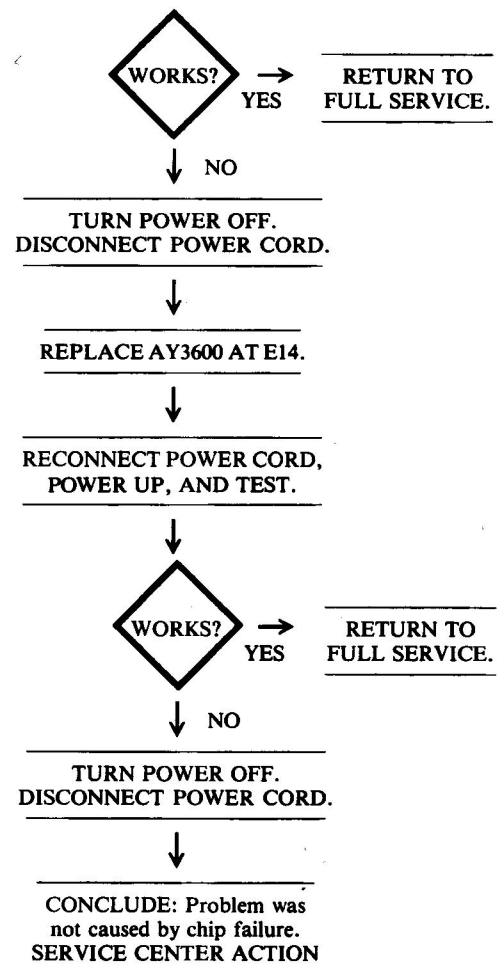 WORKS?
YES
RETURN TO
FULL SERVICE.
NO
TURN POWER OFF.
DISCONNECT POWER CORD.
REPLACE AY3600 AT E14.
RECONNECT POWER CORD,
POWER UP, AND TEST.
WORKS?
YES
RETURN TO
FULL SERVICE.
NO
TURN POWER OFF.
DISCONNECT POWER CORD.
CONCLUDE: Problem was
not caused by chip failure.
SERVICE CENTER ACTION